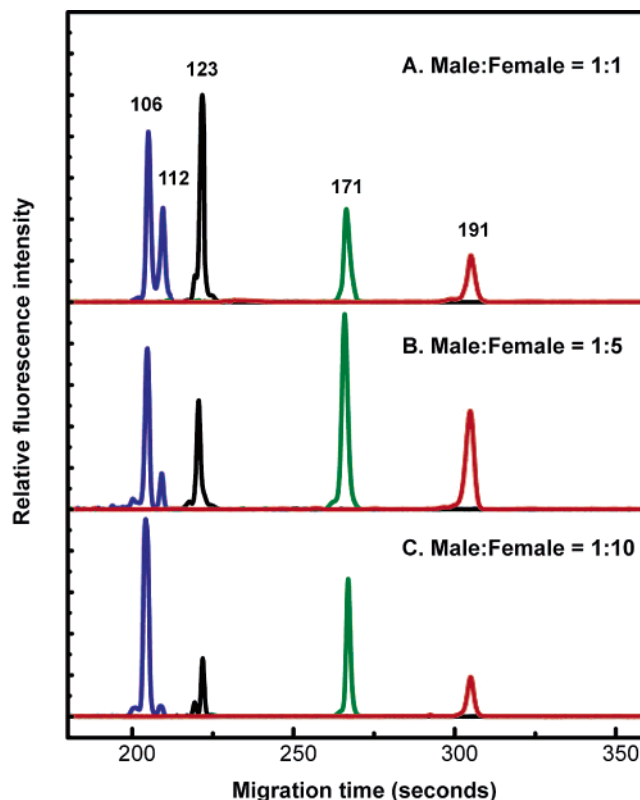 A. Male:Female = 1:1
123
106
112
171
191
B. Male:Female = 1:5
C. Male:Female = 1:10
Relative fluorescence intensity
200 250 300 350
Migration time (seconds)